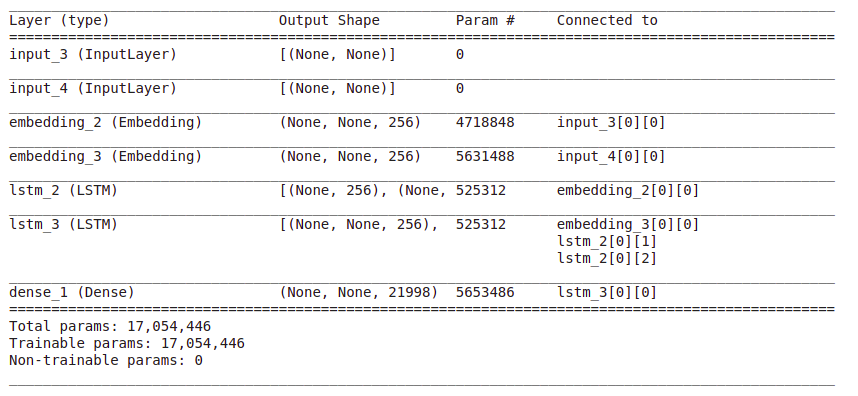 Layer (type)                    Output Shape         Param #     Connected to
==================================================================================================
input_3 (InputLayer)            [(None, None)]       0
__________________________________________________________________________________________________
input_4 (InputLayer)            [(None, None)]       0
__________________________________________________________________________________________________
embedding_2 (Embedding)         (None, None, 256)    4718848     input_3[0][0]
__________________________________________________________________________________________________
embedding_3 (Embedding)         (None, None, 256)    5631488     input_4[0][0]
__________________________________________________________________________________________________
lstm_2 (LSTM)                   [(None, 256), (None, 525312      embedding_2[0][0]
__________________________________________________________________________________________________
lstm_3 (LSTM)                   [(None, None, 256),  525312      embedding_3[0][0]
                                                                 lstm_2[0][1]
                                                                 lstm_2[0][2]
__________________________________________________________________________________________________
dense_1 (Dense)                 (None, None, 21998)  5653486     lstm_3[0][0]
==================================================================================================
Total params: 17,054,446
Trainable params: 17,054,446
Non-trainable params: 0
__________________________________________________________________________________________________